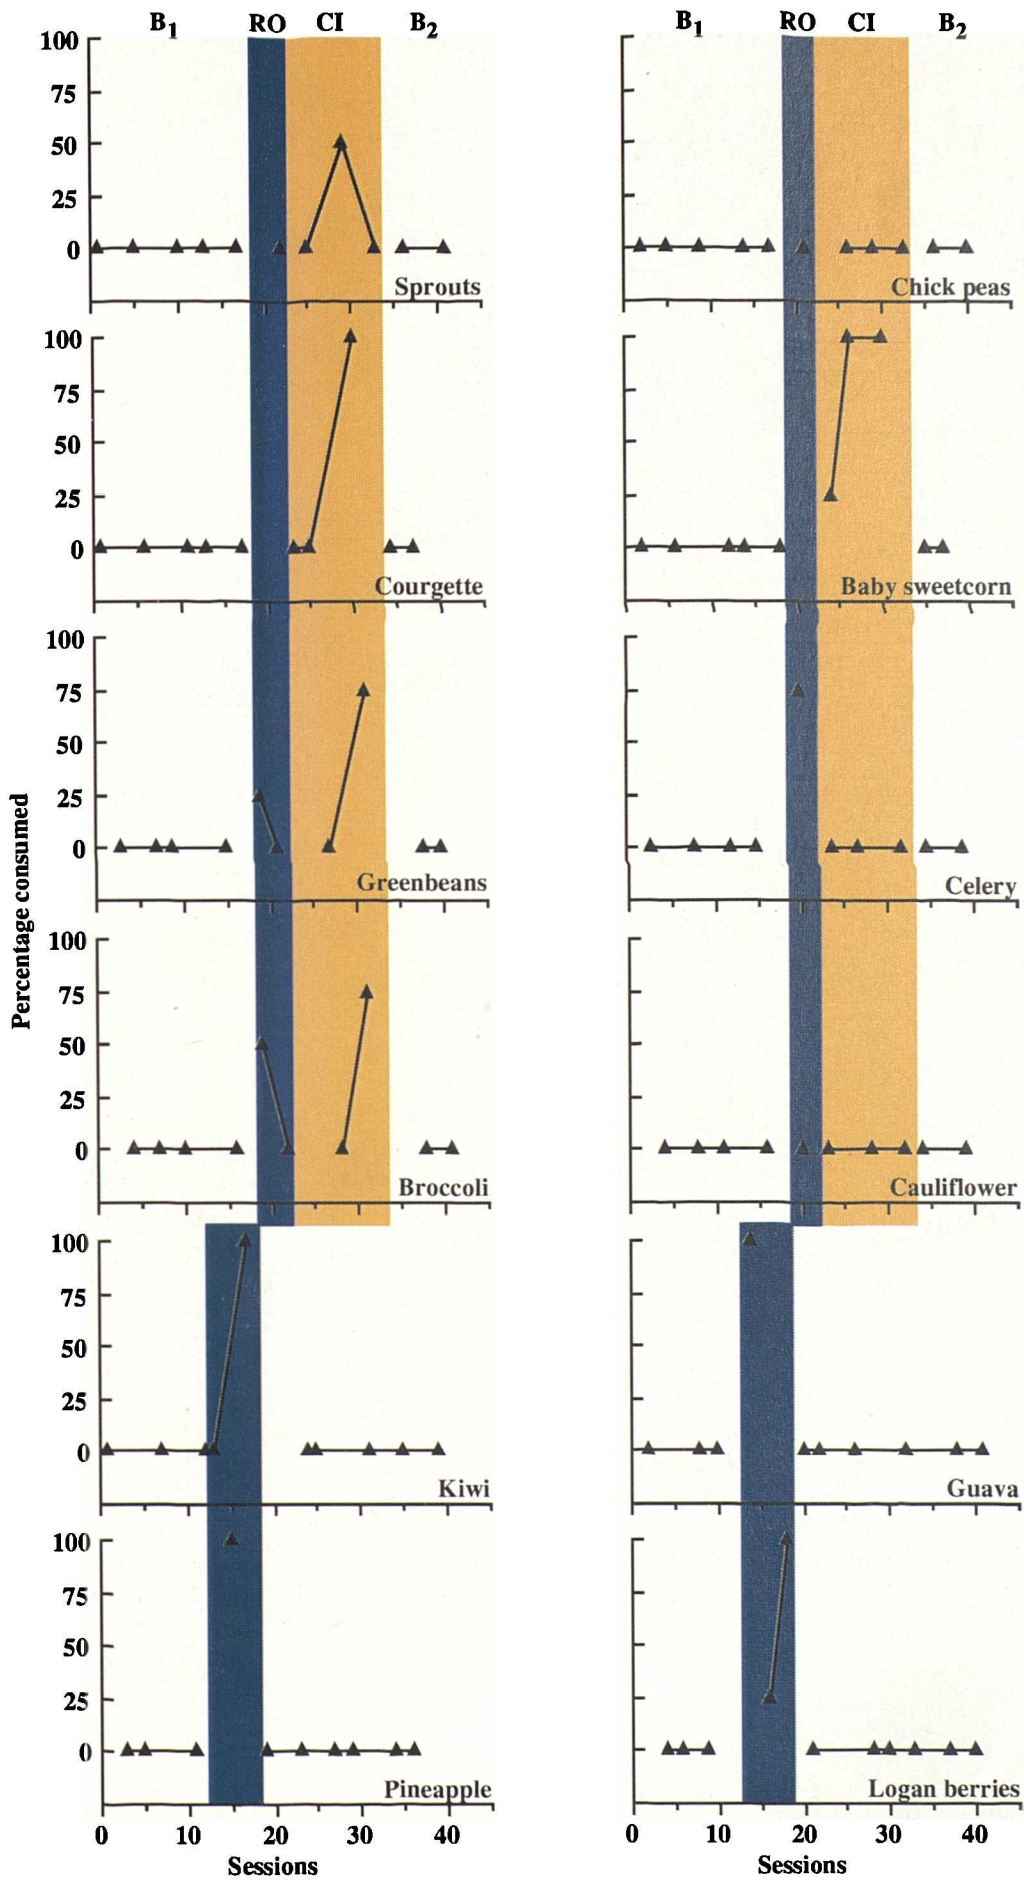 B1 RO CI B2
B1 RO CI B2
100
75
50
25
0
Sprouts
Chick peas
100
75
50
25
0
Courgette
Baby sweetcorn
100
75
50
25
0
Greenbeans
Celery
Percentage consumed
100
75
50
25
0
Broccoli
Cauliflower
100
75
50
25
0
Kiwi
Guava
100
75
50
25
0
Pineapple
Logan berries
0 10 20 30 40
0 10 20 30 40
Sessions
Sessions